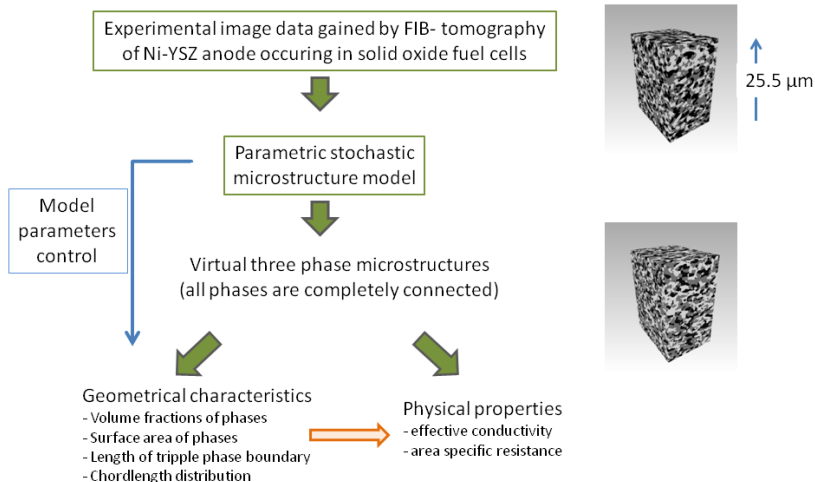 Experimental image data gained by FIB- tomography
of Ni-YSZ anode occuring in solid oxide fuel cells
25.5 µm
Parametric stochastic
microstructure model
Model
parameters
control
Virtual three phase microstructures
(all phases are completely connected)
Geometrical characteristics
- Volume fractions of phases
- Surface area of phases
- Length of tripple phase boundary
- Chordlength distribution
Physical properties
- effective conductivity
- area specific resistance